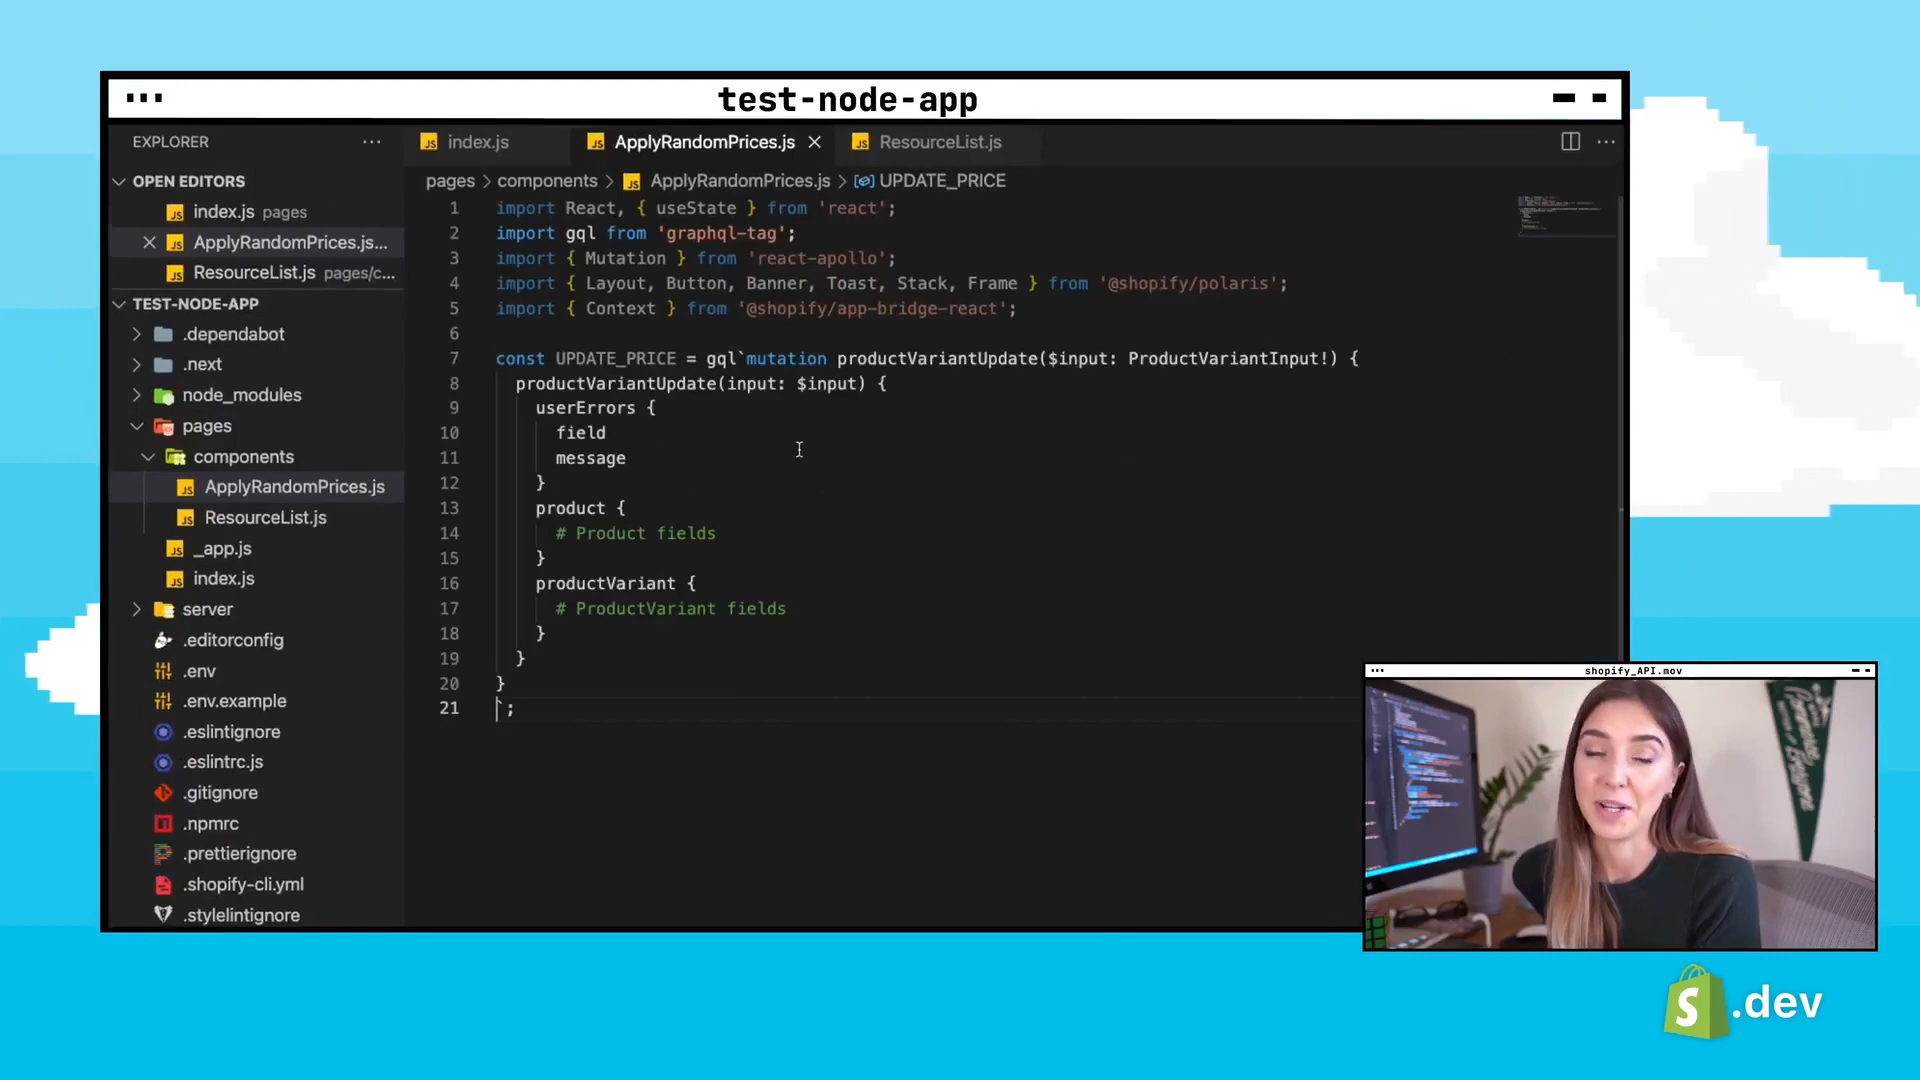 test-node-app
EXPLORER
OPEN EDITORS
index.js pages
ApplyRandomPrices.js...
ResourceList.js pages/c...
TEST-NODE-APP
.dependabot
.next
node_modules
pages
components
ApplyRandomPrices.js
ResourceList.js
_app.js
index.js
server
.editorconfig
.env
.env.example
.eslintignore
.eslintrc.js
.gitignore
.npmrc
.prettierignore
.shopify-cli.yml
.stylelintignore
index.js ApplyRandomPrices.js ResourceList.js
pages > components > ApplyRandomPrices.js > UPDATE_PRICE
1 import React, { useState } from 'react';
2 import gql from 'graphql-tag';
3 import { Mutation } from 'react-apollo';
4 import { Layout, Button, Banner, Toast, Stack, Frame } from '@shopify/polaris';
5 import { Context } from '@shopify/app-bridge-react';
6
7 const UPDATE_PRICE = gql`mutation productVariantUpdate($input: ProductVariantInput!) {
8 productVariantUpdate(input: $input) {
9 userErrors {
10 field
11 message
12 }
13 product {
14 # Product fields
15 }
16 productVariant {
17 # ProductVariant fields
18 }
19 }
20 }
21 `;
shopify_API.mov
.dev